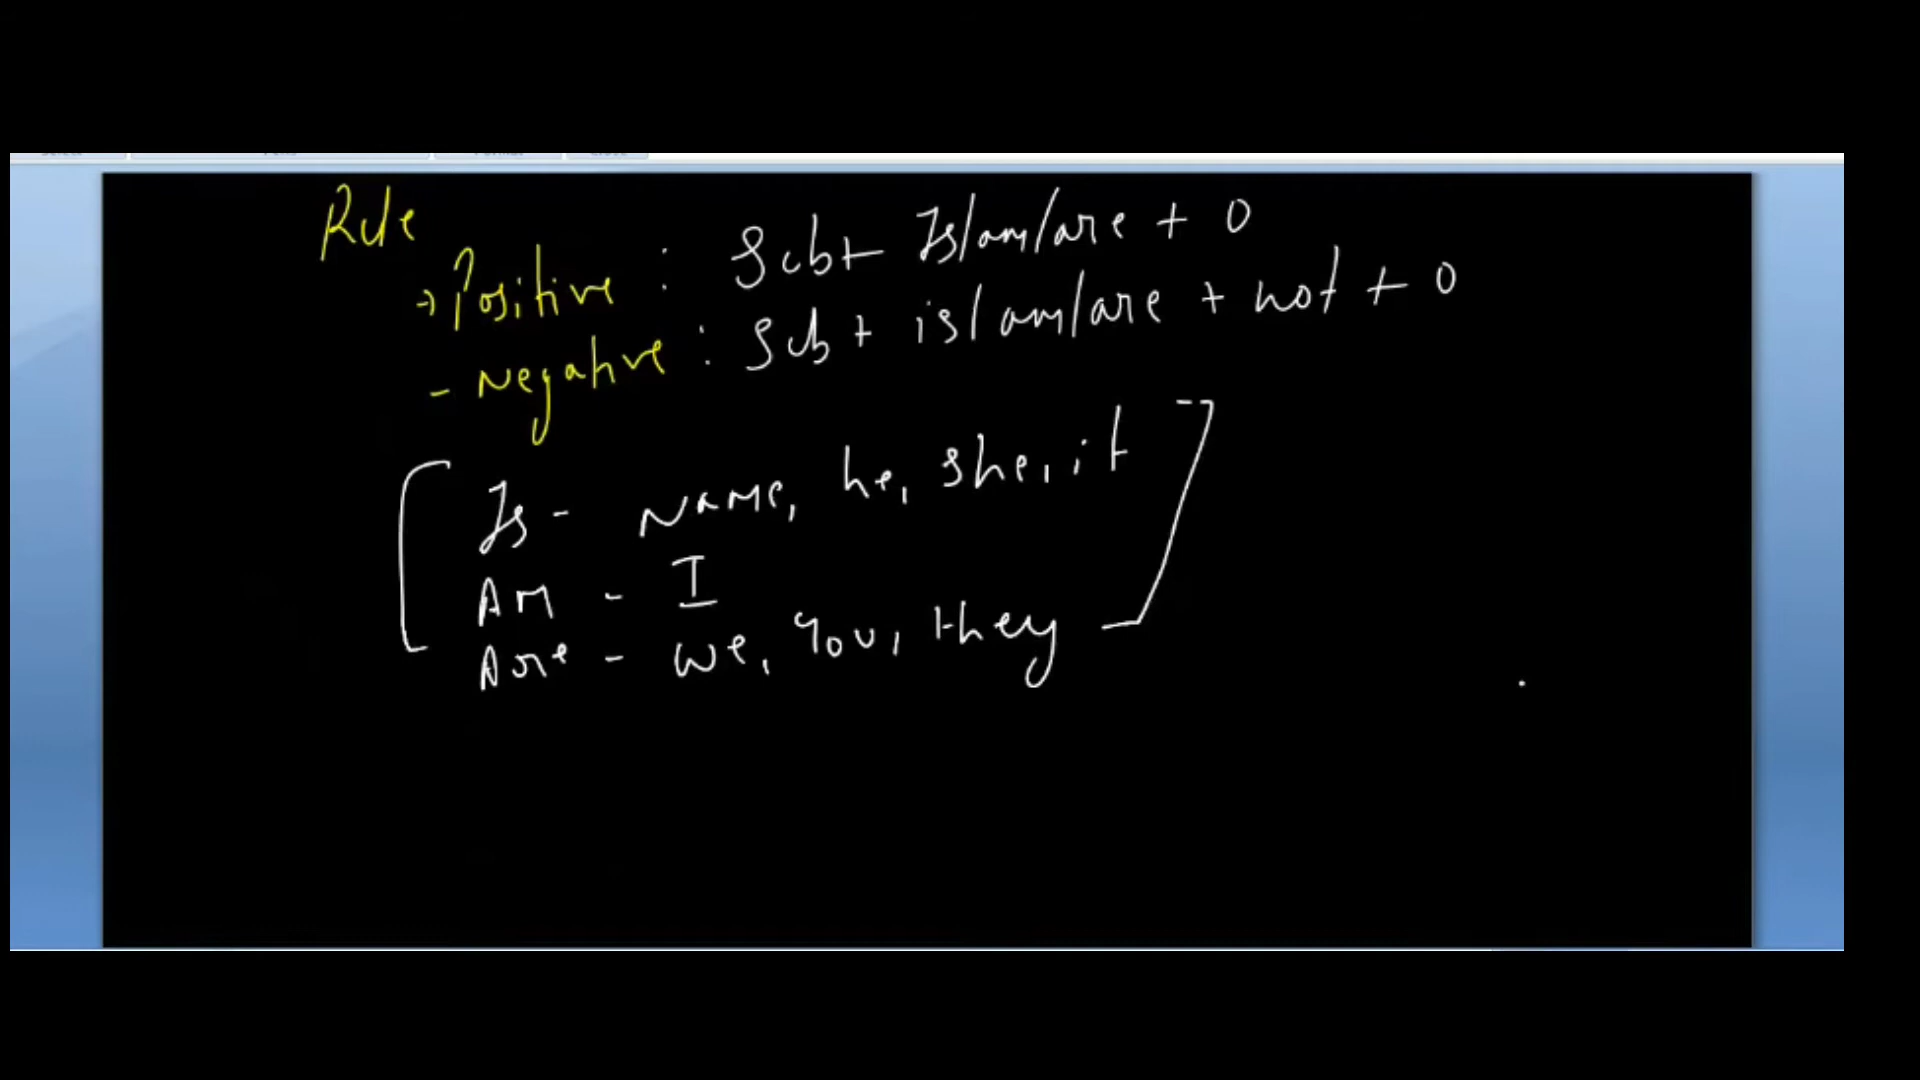 Rule
→ Positive : Sub+ Is/am/are + O
- Negative : Sub + is/am/are + not + O
Is - Name, he, she, it
Am - I
Are - we, you, they